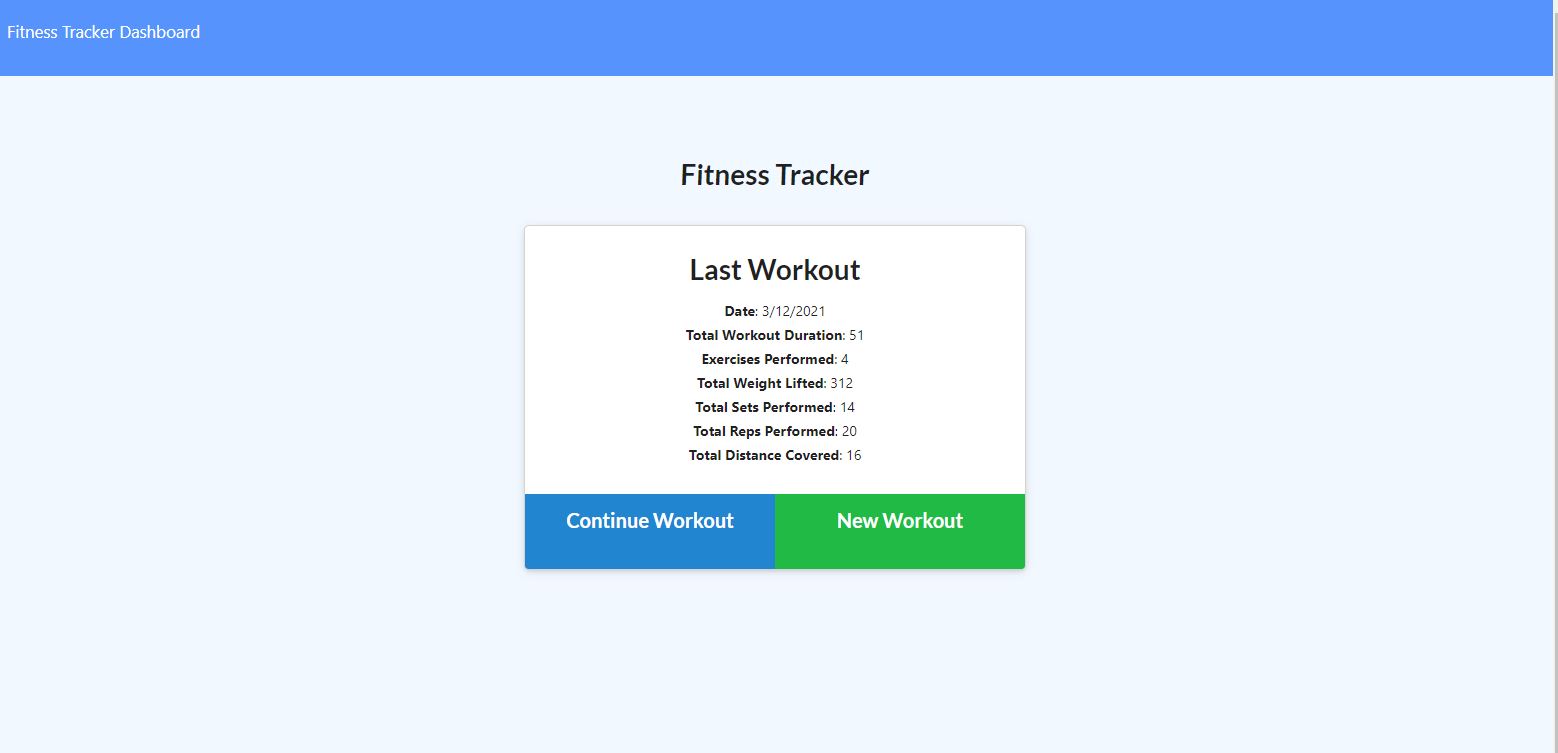 Fitness Tracker Dashboard
Fitness Tracker
Last Workout
Date: 3/12/2021
Total Workout Duration: 51
Exercises Performed: 4
Total Weight Lifted: 312
Total Sets Performed: 14
Total Reps Performed: 20
Total Distance Covered: 16
Continue Workout
New Workout